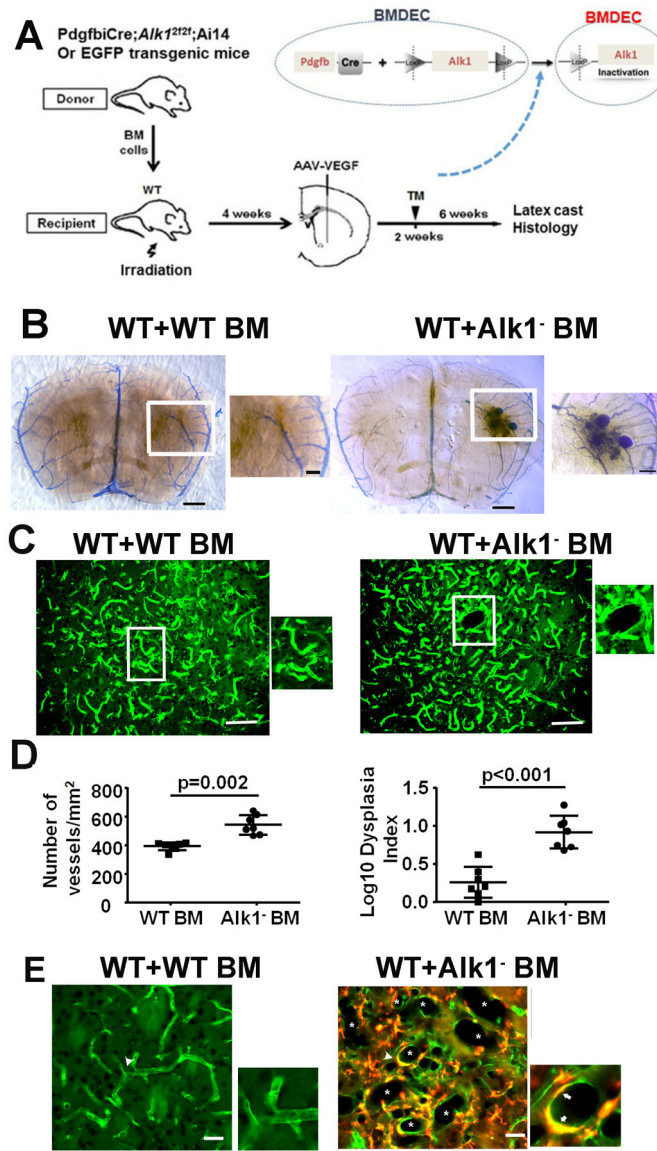 A
PdgfbiCre;Alk1²ᶠ²ᶠ;Ai14
Or EGFP transgenic mice
BMDEC
BMDEC
Pdgfb
Cre
+
LoxP
Alk1
LoxP
LoxP
Alk1
Inactivation
Donor
BM
cells
WT
Recipient
Irradiation
4 weeks
AAV-VEGF
TM
2 weeks
6 weeks
Latex cast
Histology
B
WT+WT BM
WT+Alk1⁻ BM
C
WT+WT BM
WT+Alk1⁻ BM
D
Number of
vessels/mm²
800
600
400
200
0
p=0.002
WT BM
Alk1⁻ BM
Log10 Dysplasia
Index
1.5
1.0
0.5
0.0
p<0.001
WT BM
Alk1⁻ BM
E
WT+WT BM
WT+Alk1⁻ BM
* * * * * * * * *